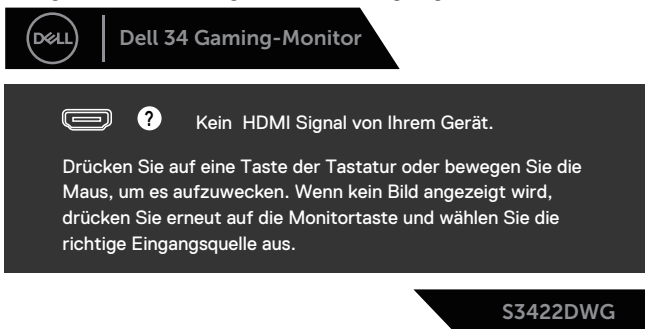 DELL
Dell 34 Gaming-Monitor
? Kein HDMI Signal von Ihrem Gerät.
Drücken Sie auf eine Taste der Tastatur oder bewegen Sie die
Maus, um es aufzuwecken. Wenn kein Bild angezeigt wird,
drücken Sie erneut auf die Monitortaste und wählen Sie die
richtige Eingangsquelle aus.
S3422DWG